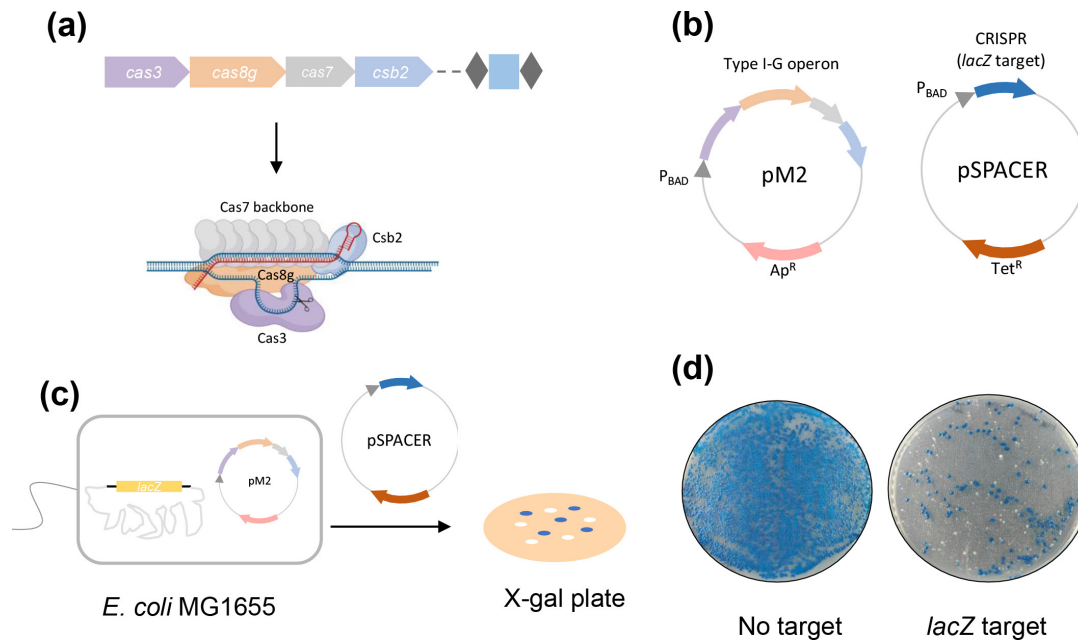 (a)
cas3
cas8g
cas7
csb2
Cas7 backbone
Csb2
Cas8g
Cas3
(b)
Type I-G operon
P_BAD
pM2
Ap^R
CRISPR
(lacZ target)
P_BAD
pSPACER
Tet^R
(c)
lacZ
pM2
pSPACER
E. coli MG1655
X-gal plate
(d)
No target
lacZ target